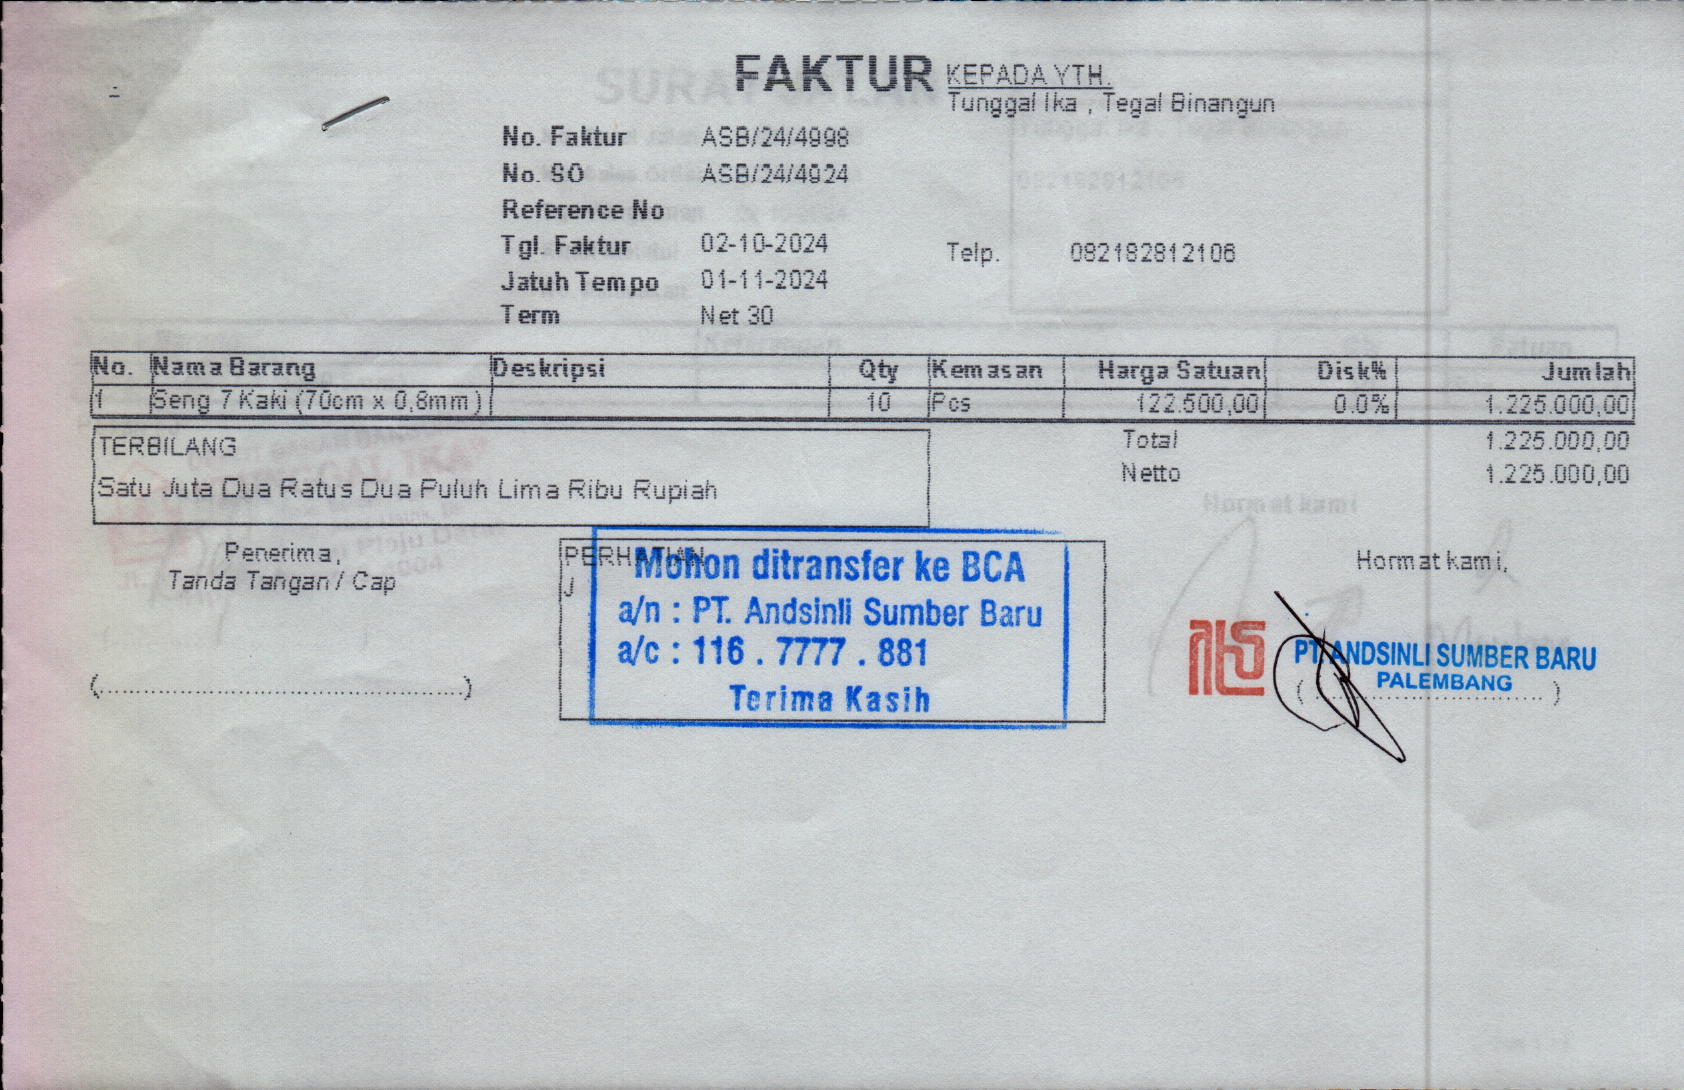 FAKTUR
KEPADA YTH.
Tunggal Ika , Tegal Binangun
No. Faktur ASB/24/4998
No. SO ASB/24/4924
Reference No
Tgl. Faktur 02-10-2024
Telp. 082182812106
Jatuh Tempo 01-11-2024
Term Net 30
No. Nama Barang Deskripsi Qty Kemasan Harga Satuan Disk% Jumlah
1 Seng 7 Kaki (70cm x 0,8mm) 10 Pcs 122.500,00 0.0% 1.225.000,00
TERBILANG
Total 1.225.000,00
Netto 1.225.000,00
Satu Juta Dua Ratus Dua Puluh Lima Ribu Rupiah
Penerima,
Tanda Tangan / Cap
(..........................................)
PERHATIAN
Mohon ditransfer ke BCA
a/n : PT. Andsinli Sumber Baru
a/c : 116 . 7777 . 881
Terima Kasih
Hormat kami,
PT. ANDSINLI SUMBER BARU
PALEMBANG
(..............................)